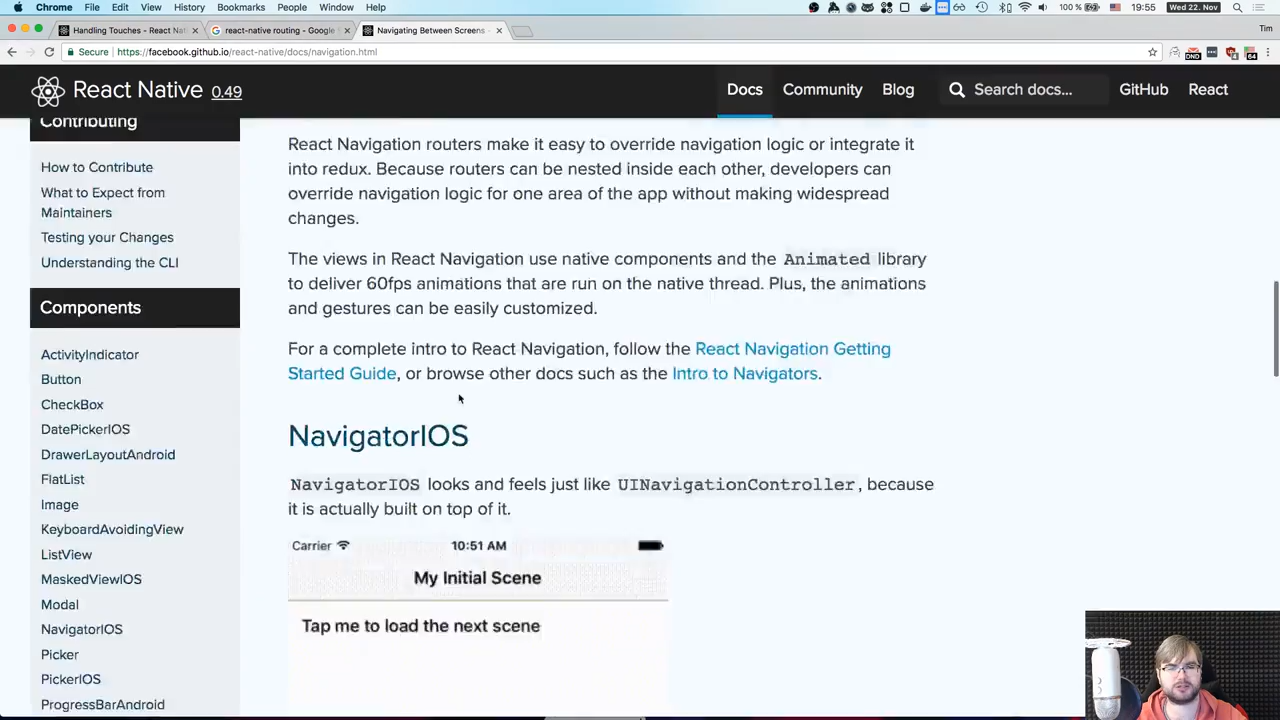 Chrome File Edit View History Bookmarks People Window Help
100 % Wed 22. Nov 19:55
Handling Touches - React Nat
react-native routing - Google
Navigating Between Screens -
Tim
Secure https://facebook.github.io/react-native/docs/navigation.html
React Native 0.49
Docs Community Blog Search docs... GitHub React
Contributing
How to Contribute
What to Expect from
Maintainers
Testing your Changes
Understanding the CLI
Components
ActivityIndicator
Button
CheckBox
DatePickerIOS
DrawerLayoutAndroid
FlatList
Image
KeyboardAvoidingView
ListView
MaskedViewIOS
Modal
NavigatorIOS
Picker
PickerIOS
ProgressBarAndroid
React Navigation routers make it easy to override navigation logic or integrate it
into redux. Because routers can be nested inside each other, developers can
override navigation logic for one area of the app without making widespread
changes.
The views in React Navigation use native components and the Animated library
to deliver 60fps animations that are run on the native thread. Plus, the animations
and gestures can be easily customized.
For a complete intro to React Navigation, follow the React Navigation Getting
Started Guide, or browse other docs such as the Intro to Navigators.
NavigatorIOS
NavigatorIOS looks and feels just like UINavigationController, because
it is actually built on top of it.
Carrier 10:51 AM
My Initial Scene
Tap me to load the next scene